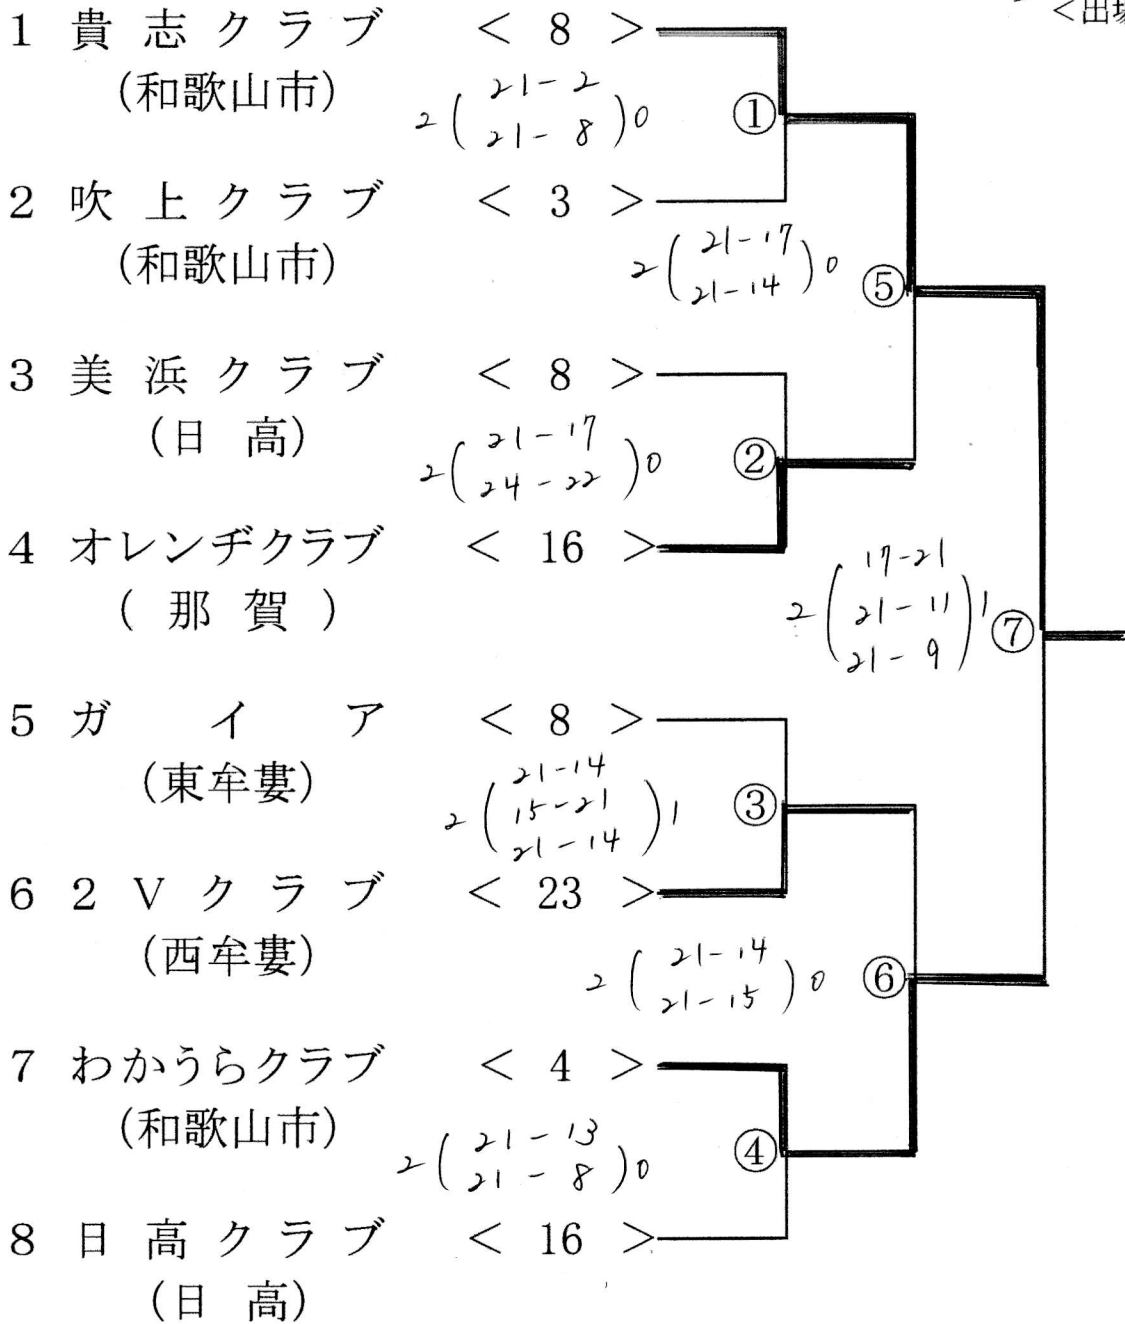 <出場
1 貴志クラブ < 8 >
(和歌山市)
21-2
2 ( 21-8 ) 0
①
2 吹上クラブ < 3 >
(和歌山市)
21-17
2 ( 21-14 ) 0
⑤
3 美浜クラブ < 8 >
(日 高)
21-17
2 ( 24-22 ) 0
②
4 オレンヂクラブ < 16 >
( 那 賀 )
17-21
2 ( 21-11 ) 1
21-9
⑦
5 ガ イ ア < 8 >
(東牟婁)
21-14
2 ( 15-21 ) 1
21-14
③
6 2Vクラブ < 23 >
(西牟婁)
21-14
2 ( 21-15 ) 0
⑥
7 わかうらクラブ < 4 >
(和歌山市)
21-13
2 ( 21-8 ) 0
④
8 日高クラブ < 16 >
(日 高)